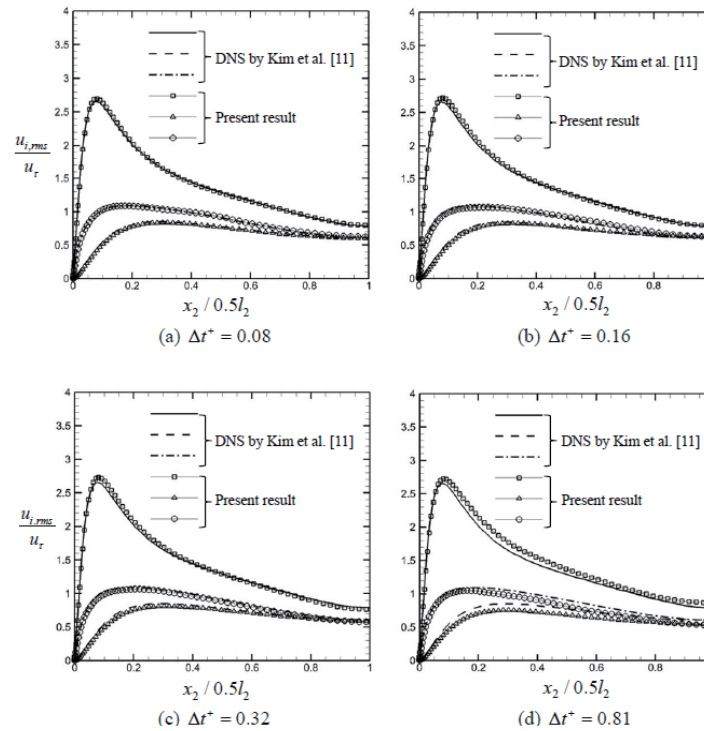 4
3.5
DNS by Kim et al. [11]
3
2.5
Present result
2
u_{i,rms}
u_τ
1.5
1
0.5
0
0 0.2 0.4 0.6 0.8 1
x_2 / 0.5l_2
(a) Δt^+ = 0.08
4
3.5
DNS by Kim et al. [11]
3
2.5
Present result
2
1.5
1
0.5
0
0 0.2 0.4 0.6 0.8
x_2 / 0.5l_2
(b) Δt^+ = 0.16
4
3.5
DNS by Kim et al. [11]
3
2.5
Present result
2
u_{i,rms}
u_τ
1.5
1
0.5
0
0 0.2 0.4 0.6 0.8 1
x_2 / 0.5l_2
(c) Δt^+ = 0.32
4
3.5
DNS by Kim et al. [11]
3
2.5
Present result
2
1.5
1
0.5
0
0 0.2 0.4 0.6 0.8
x_2 / 0.5l_2
(d) Δt^+ = 0.81